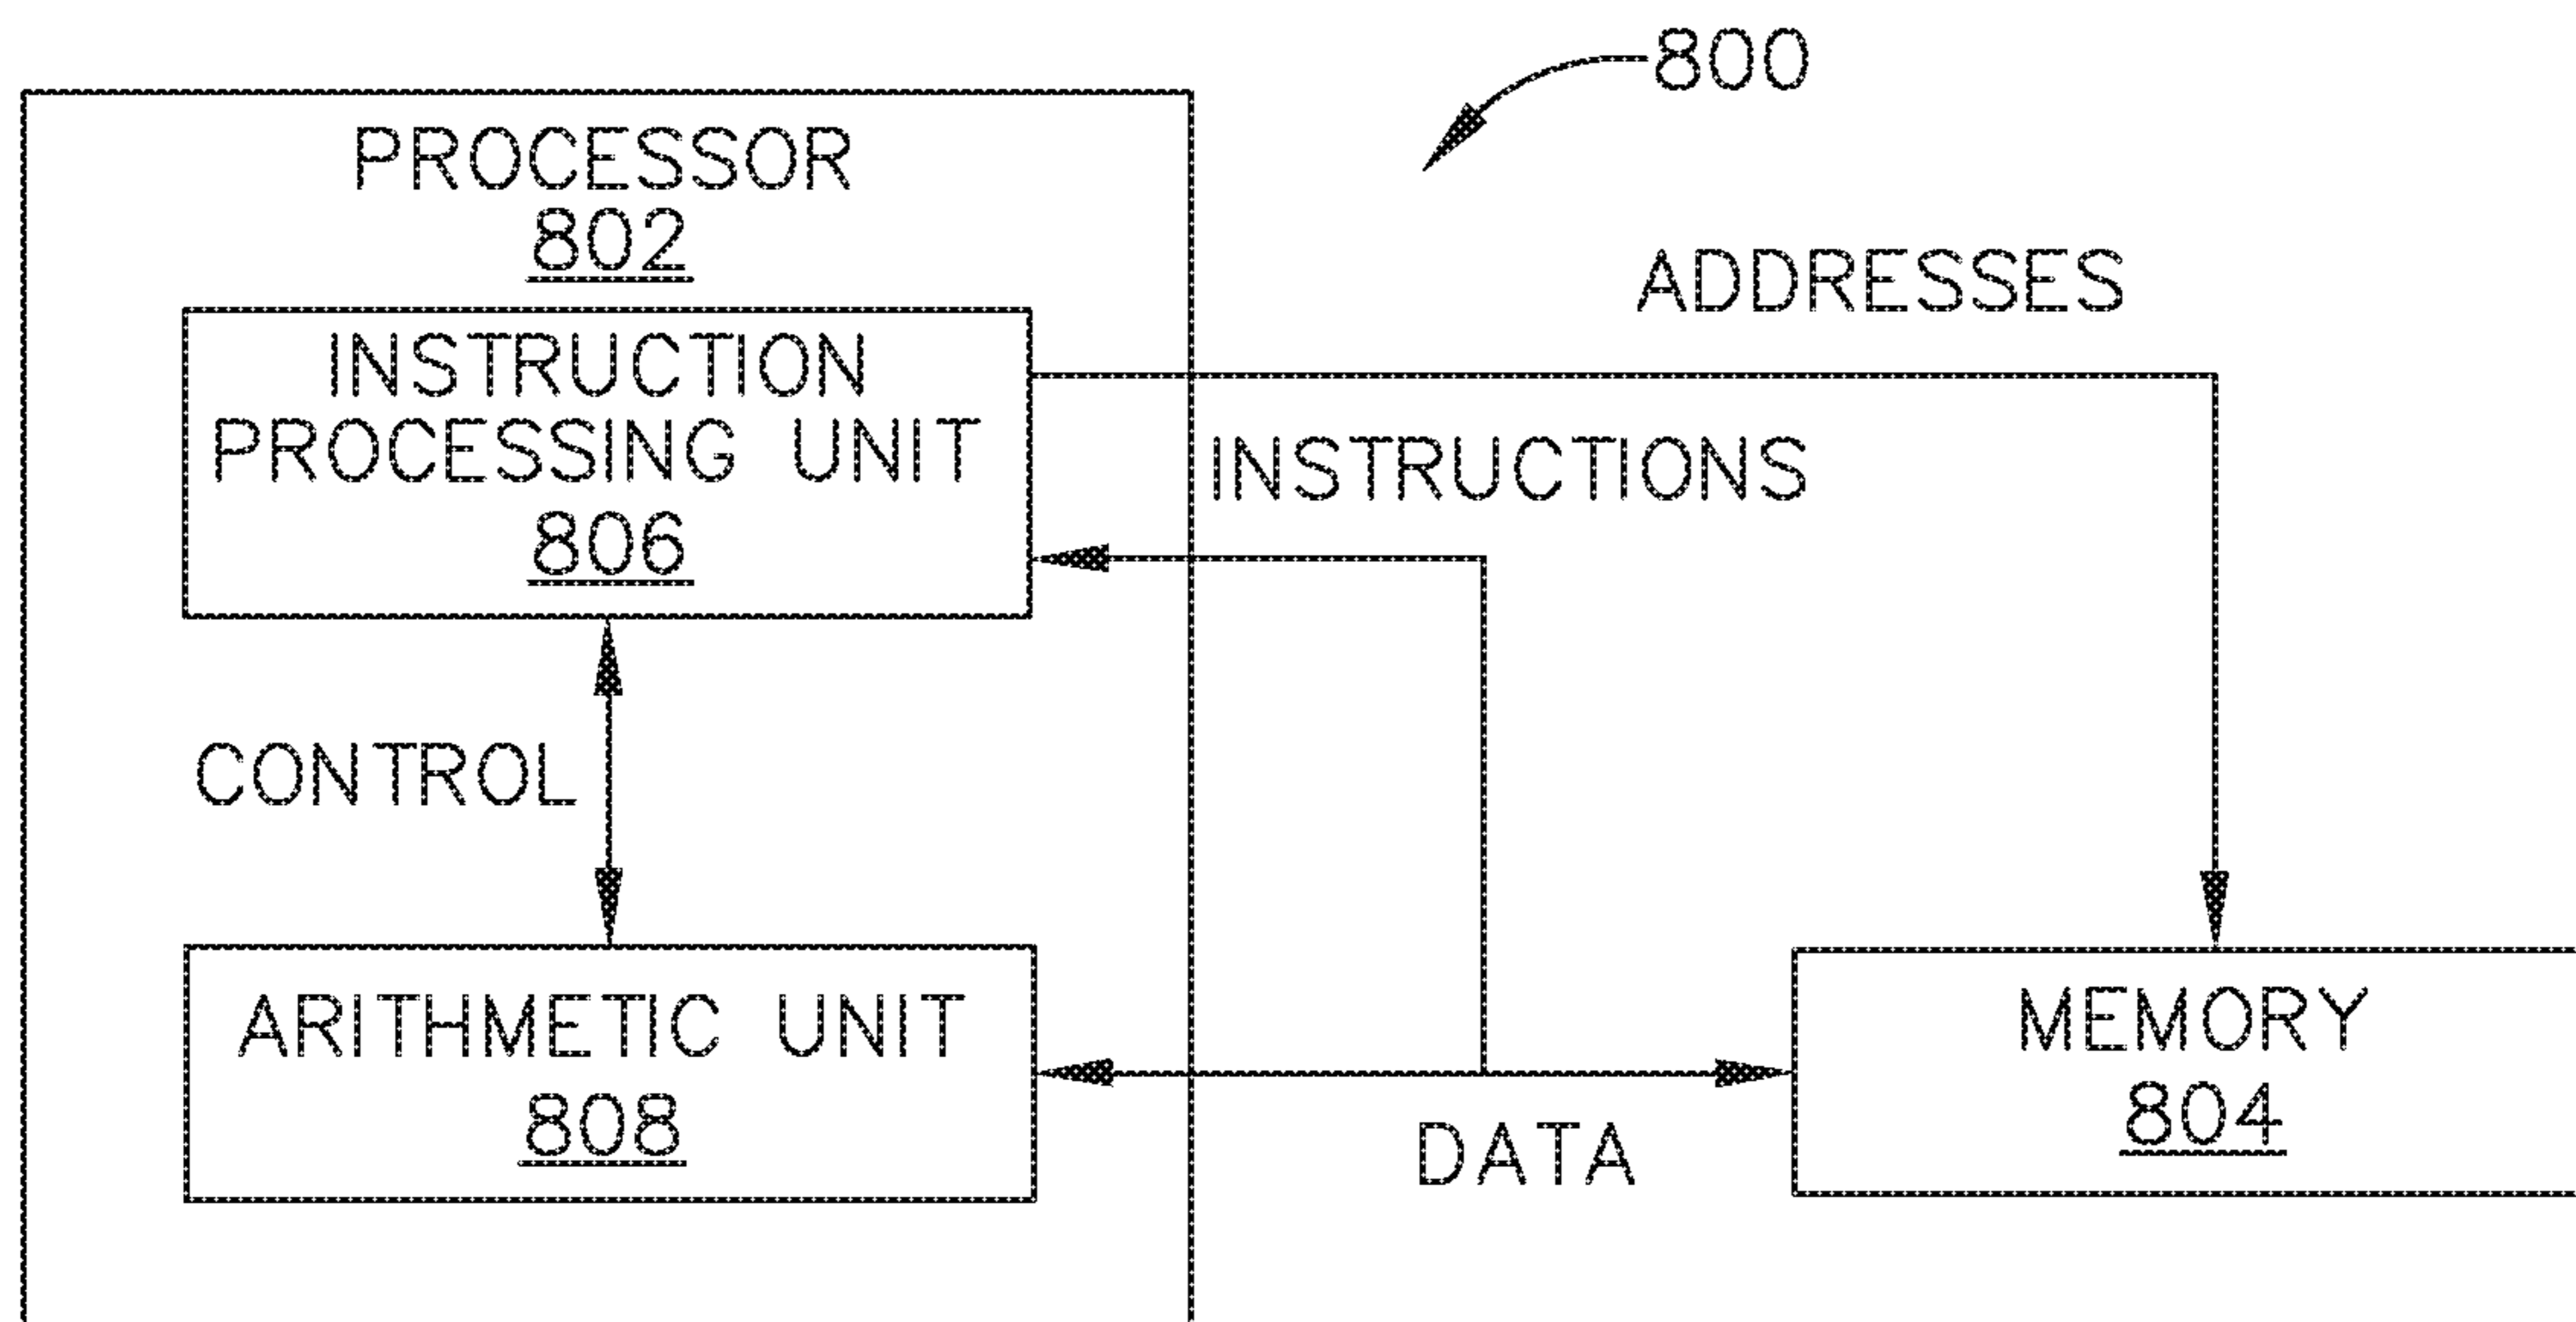 800
PROCESSOR
802
ADDRESSES
INSTRUCTION
PROCESSING UNIT
806
INSTRUCTIONS
CONTROL
ARITHMETIC UNIT
808
DATA
MEMORY
804